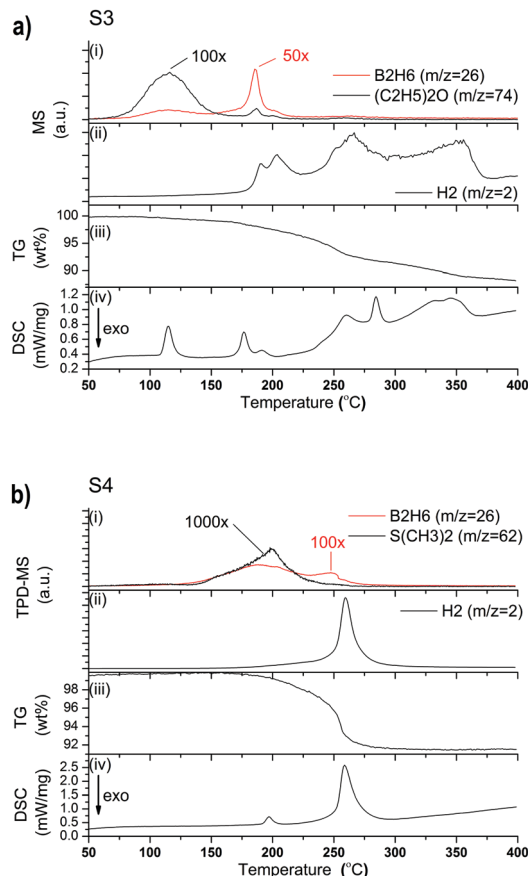 S3
a)
(i)
100x
50x
B2H6 (m/z=26)
(C2H5)2O (m/z=74)
MS
(a.u.)
(ii)
H2 (m/z=2)
100
95
90
TG
(wt%)
(iii)
1.2
1.0
0.8
0.6
0.4
0.2
DSC
(mW/mg)
(iv)
exo
50 100 150 200 250 300 350 400
Temperature (°C)
S4
b)
(i)
1000x
100x
B2H6 (m/z=26)
S(CH3)2 (m/z=62)
TPD-MS
(a.u.)
(ii)
H2 (m/z=2)
98
96
94
92
TG
(wt%)
(iii)
2.5
2.0
1.5
1.0
0.5
0.0
DSC
(mW/mg)
(iv)
exo
50 100 150 200 250 300 350 400
Temperature (°C)